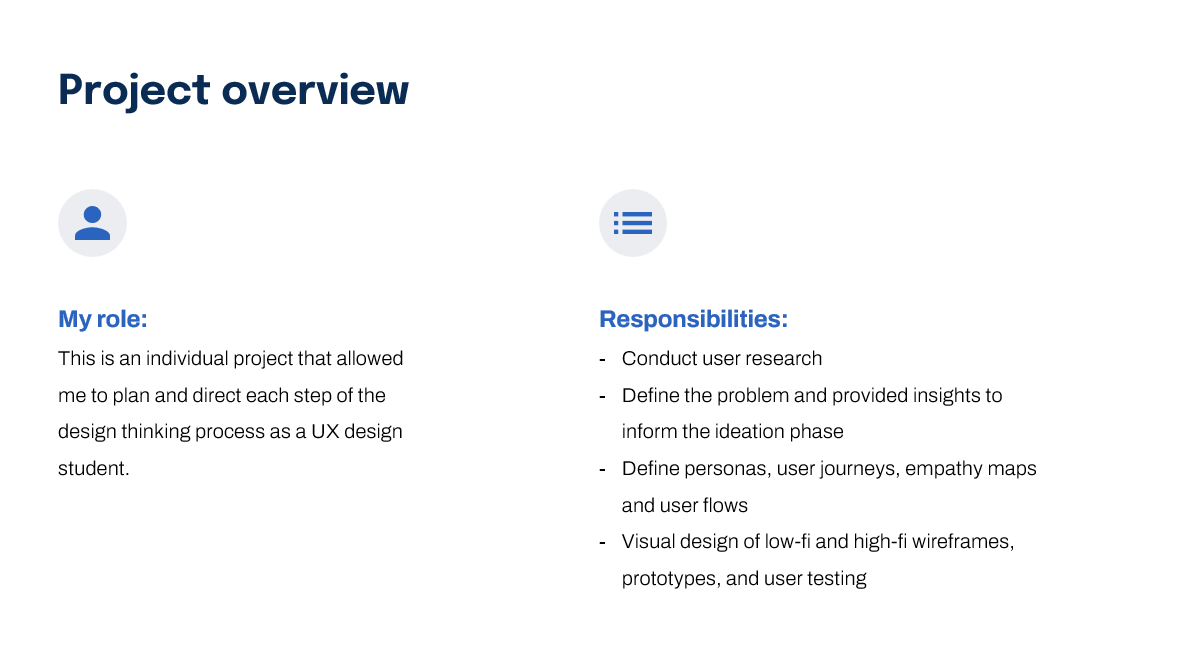 Project overview
My role:
This is an individual project that allowed
me to plan and direct each step of the
design thinking process as a UX design
student.
Responsibilities:
- Conduct user research
- Define the problem and provided insights to
inform the ideation phase
- Define personas, user journeys, empathy maps
and user flows
- Visual design of low-fi and high-fi wireframes,
prototypes, and user testing